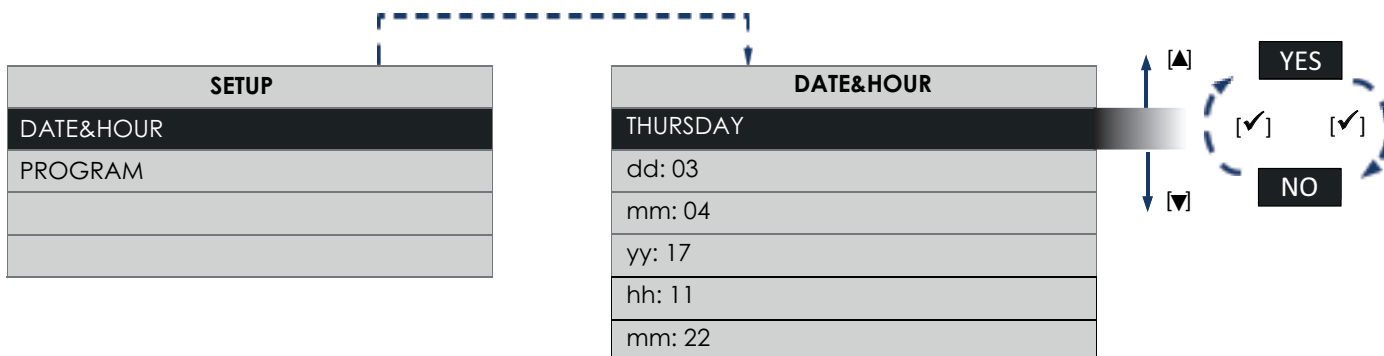 SETUP
DATE&HOUR
PROGRAM
DATE&HOUR
THURSDAY
dd: 03
mm: 04
yy: 17
hh: 11
mm: 22
[▲]
[▼]
YES
[✔] [✔]
NO